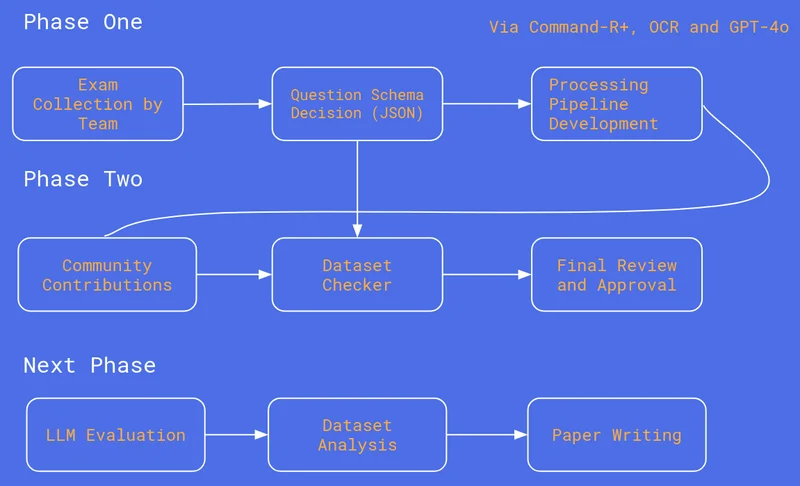 Phase One
Via Command-R+, OCR and GPT-4o
Exam
Collection by
Team
Question Schema
Decision (JSON)
Processing
Pipeline
Development
Phase Two
Community
Contributions
Dataset
Checker
Final Review
and Approval
Next Phase
LLM Evaluation
Dataset
Analysis
Paper Writing